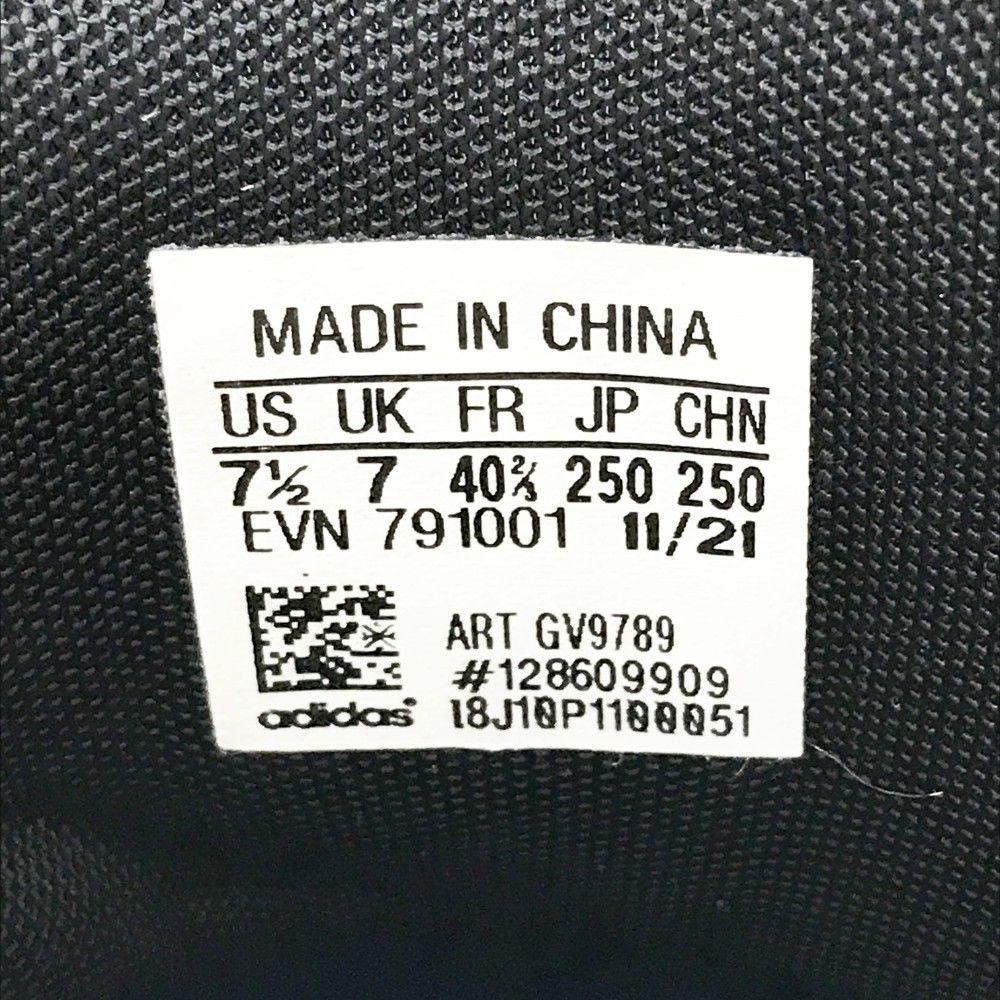 MADE IN CHINA
US UK FR JP CHN
7½ 7 40⅔ 250 250
EVN 791001 11/21
ART GV9789
#128609909
adidas 18J10P1100051